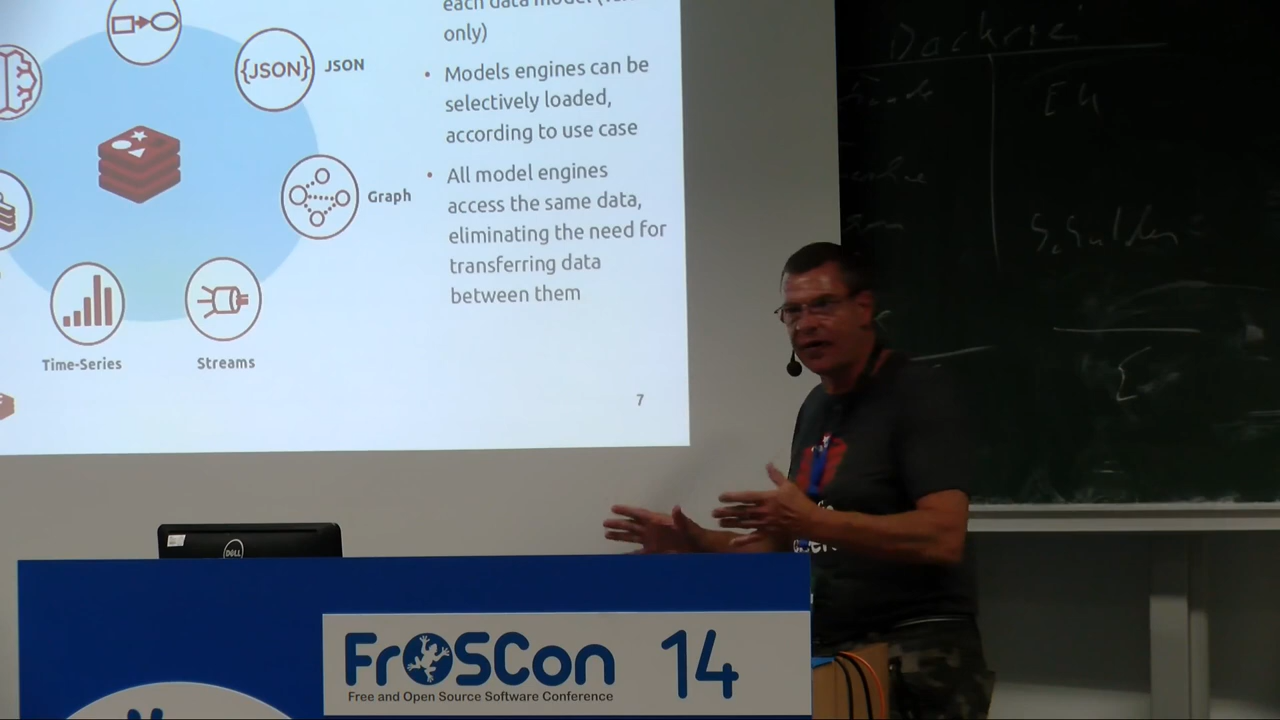 each data model (
only)
{JSON}
JSON
• Models engines can be
selectively loaded,
according to use case
Graph
• All model engines
access the same data,
eliminating the need for
transferring data
between them
Time-Series
Streams
7
DELL
FrOSCon 14
Free and Open Source Software Conference